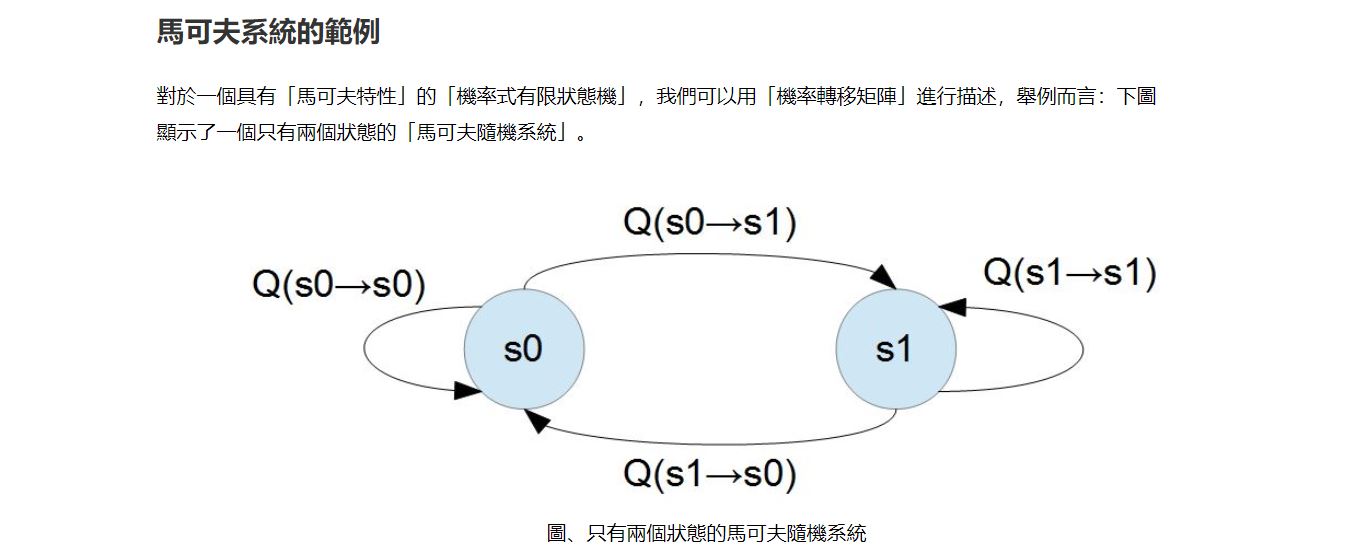 馬可夫系統的範例
對於一個具有「馬可夫特性」的「機率式有限狀態機」，我們可以用「機率轉移矩陣」進行描述，舉例而言：下圖
顯示了一個只有兩個狀態的「馬可夫隨機系統」。
Q(s0→s1)
Q(s0→s0)
Q(s1→s1)
s0
s1
Q(s1→s0)
圖、只有兩個狀態的馬可夫隨機系統